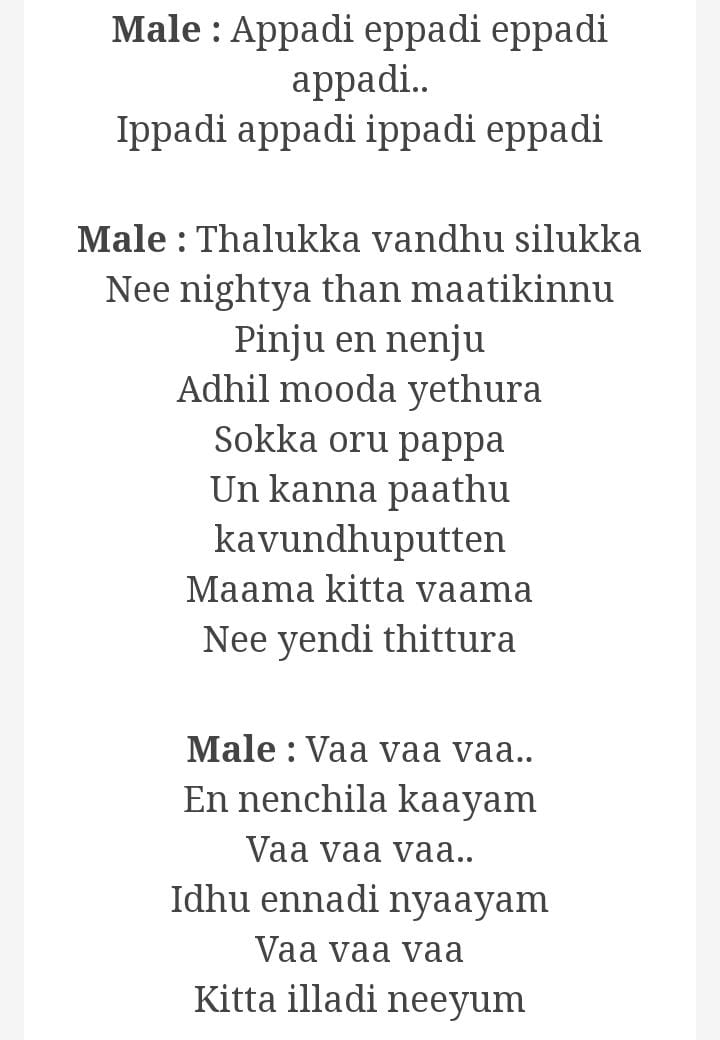 Male : Appadi eppadi eppadi
appadi..
Ippadi appadi ippadi eppadi
Male : Thalukka vandhu silukka
Nee nightya than maatikinnu
Pinju en nenju
Adhil mooda yethura
Sokka oru pappa
Un kanna paathu
kavundhuputten
Maama kitta vaama
Nee yendi thittura
Male : Vaa vaa vaa..
En nenchila kaayam
Vaa vaa vaa..
Idhu ennadi nyaayam
Vaa vaa vaa
Kitta illadi neeyum